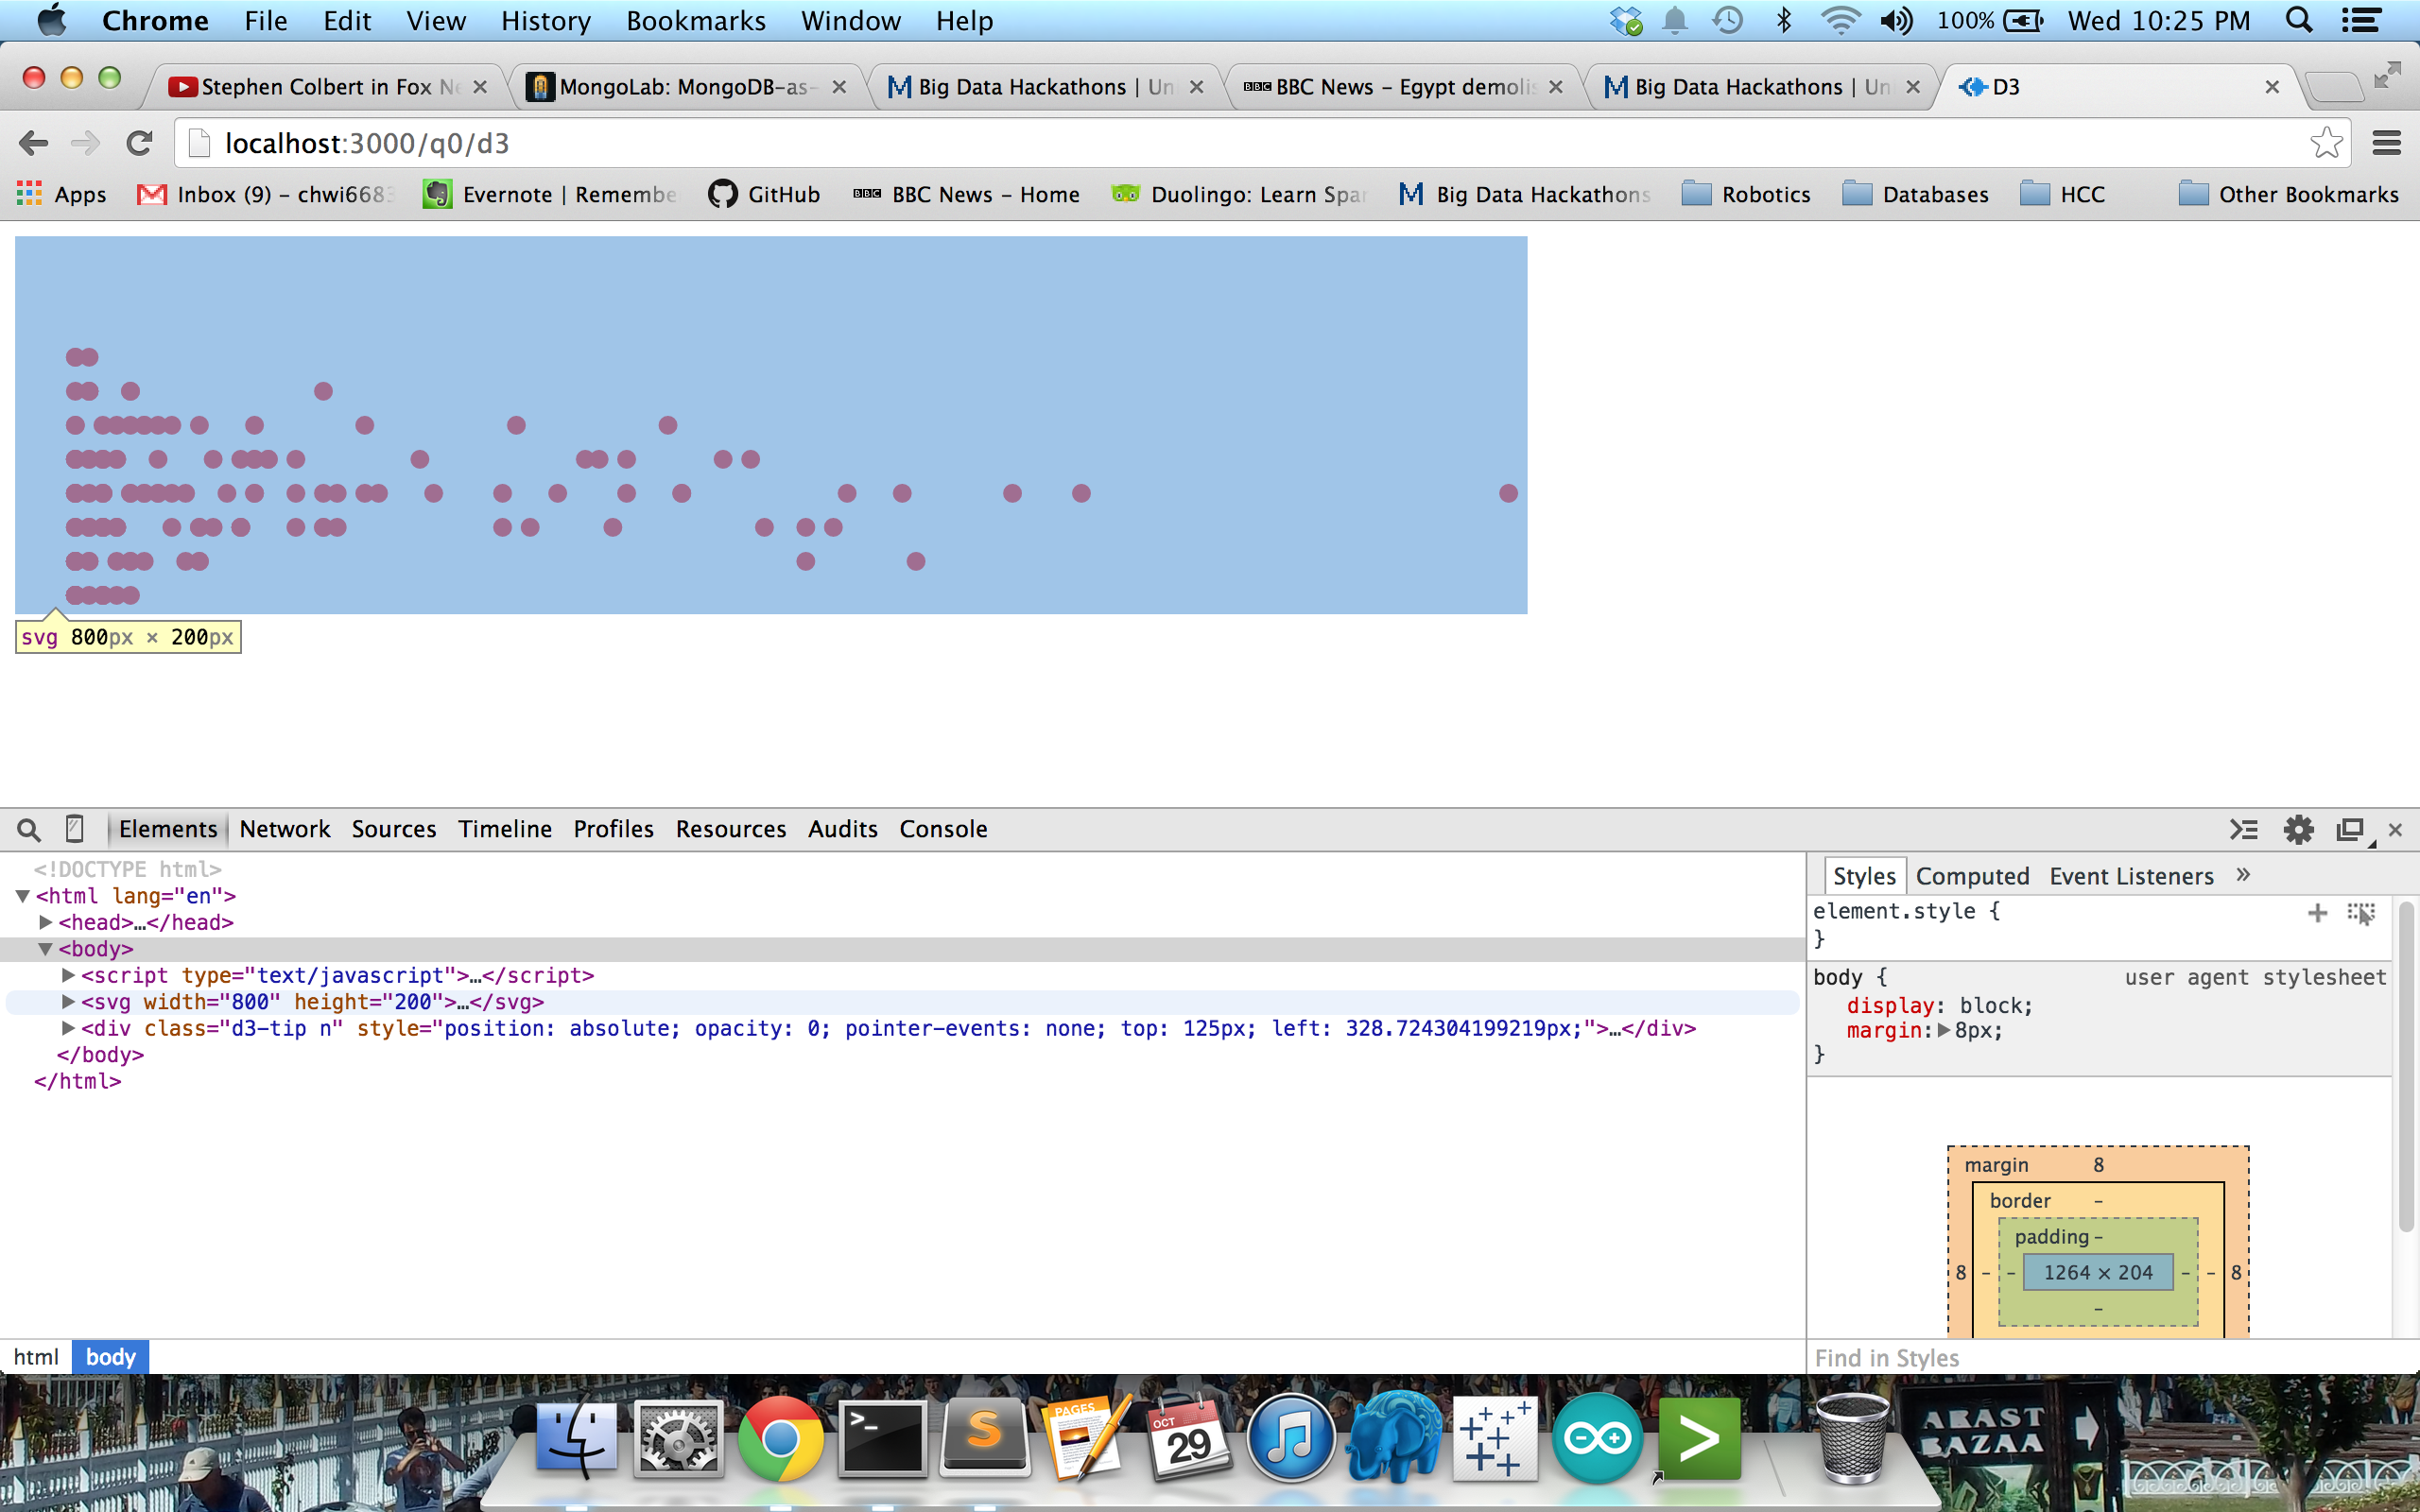 Chrome File Edit View History Bookmarks Window Help 100% Wed 10:25 PM
Stephen Colbert in Fox Ne MongoLab: MongoDB-as- Big Data Hackathons | Un BBC BBC News - Egypt demolis Big Data Hackathons | Un D3
localhost:3000/q0/d3
Apps Inbox (9) - chwi6683 Evernote | Remembe GitHub BBC BBC News - Home Duolingo: Learn Spa Big Data Hackathons Robotics Databases HCC Other Bookmarks
svg 800px × 200px
Elements Network Sources Timeline Profiles Resources Audits Console
<!DOCTYPE html>
<html lang="en">
<head>…</head>
<body>
<script type="text/javascript">…</script>
<svg width="800" height="200">…</svg>
<div class="d3-tip n" style="position: absolute; opacity: 0; pointer-events: none; top: 125px; left: 328.724304199219px;">…</div>
</body>
</html>
html body
Styles Computed Event Listeners »
element.style {
}
body { user agent stylesheet
display: block;
margin: 8px;
}
margin 8
border -
padding -
8 - - 1264 × 204 - - 8
-
Find in Styles
PAGES
OCT
29
ARAST
BAZAA